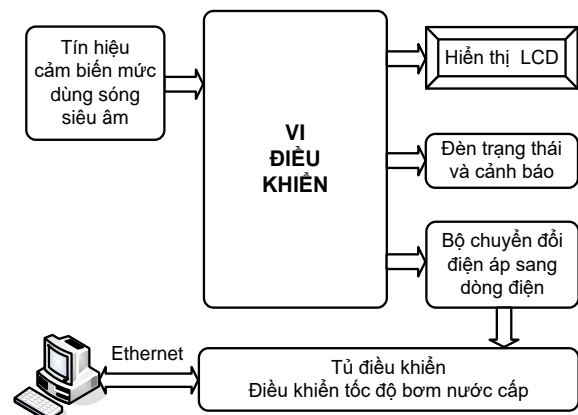 Tín hiệu
cảm biến mức
dùng sóng
siêu âm
VI
ĐIỀU
KHIỂN
Hiển thị LCD
Đèn trạng thái
và cảnh báo
Bộ chuyển đổi
điện áp sang
dòng điện
Ethernet
Tủ điều khiển
Điều khiển tốc độ bơm nước cấp